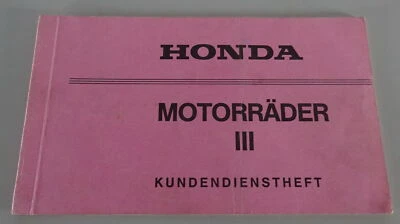 HONDA
MOTORRÄDER
III
KUNDENDIENSTHEFT